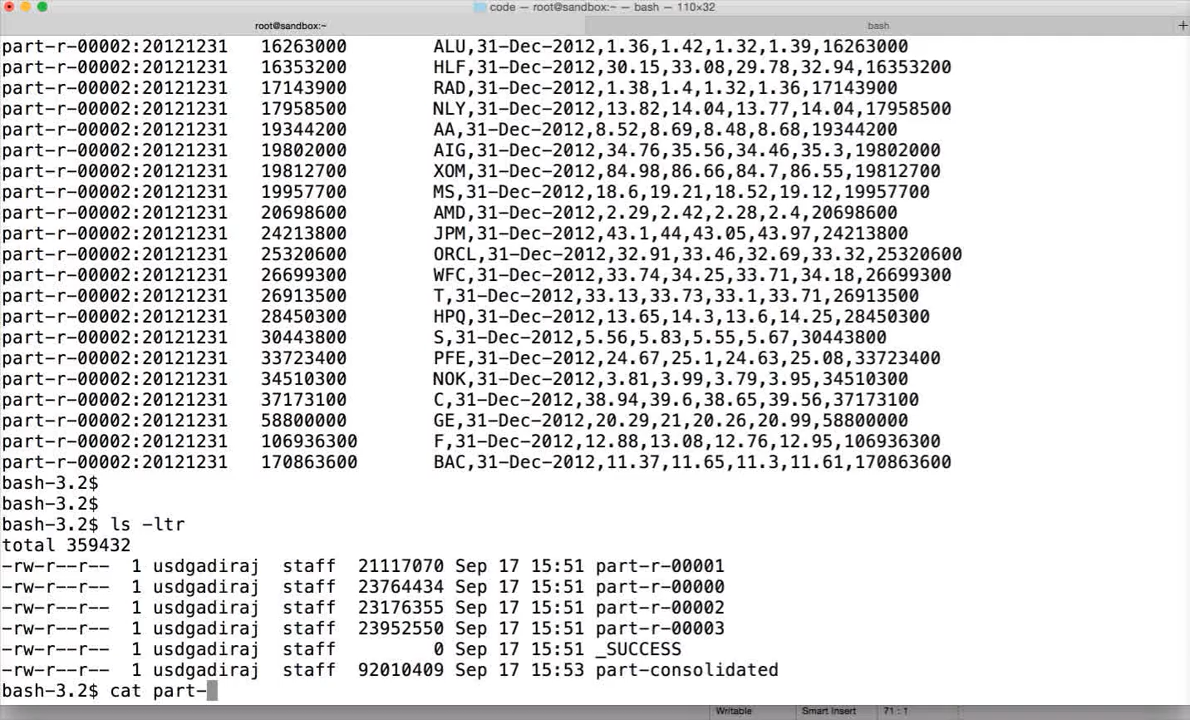 code — root@sandbox:~ — bash — 110×32
root@sandbox:~ bash +
part-r-00002:20121231 16263000 ALU,31-Dec-2012,1.36,1.42,1.32,1.39,16263000
part-r-00002:20121231 16353200 HLF,31-Dec-2012,30.15,33.08,29.78,32.94,16353200
part-r-00002:20121231 17143900 RAD,31-Dec-2012,1.38,1.4,1.32,1.36,17143900
part-r-00002:20121231 17958500 NLY,31-Dec-2012,13.82,14.04,13.77,14.04,17958500
part-r-00002:20121231 19344200 AA,31-Dec-2012,8.52,8.69,8.48,8.68,19344200
part-r-00002:20121231 19802000 AIG,31-Dec-2012,34.76,35.56,34.46,35.3,19802000
part-r-00002:20121231 19812700 XOM,31-Dec-2012,84.98,86.66,84.7,86.55,19812700
part-r-00002:20121231 19957700 MS,31-Dec-2012,18.6,19.21,18.52,19.12,19957700
part-r-00002:20121231 20698600 AMD,31-Dec-2012,2.29,2.42,2.28,2.4,20698600
part-r-00002:20121231 24213800 JPM,31-Dec-2012,43.1,44,43.05,43.97,24213800
part-r-00002:20121231 25320600 ORCL,31-Dec-2012,32.91,33.46,32.69,33.32,25320600
part-r-00002:20121231 26699300 WFC,31-Dec-2012,33.74,34.25,33.71,34.18,26699300
part-r-00002:20121231 26913500 T,31-Dec-2012,33.13,33.73,33.1,33.71,26913500
part-r-00002:20121231 28450300 HPQ,31-Dec-2012,13.65,14.3,13.6,14.25,28450300
part-r-00002:20121231 30443800 S,31-Dec-2012,5.56,5.83,5.55,5.67,30443800
part-r-00002:20121231 33723400 PFE,31-Dec-2012,24.67,25.1,24.63,25.08,33723400
part-r-00002:20121231 34510300 NOK,31-Dec-2012,3.81,3.99,3.79,3.95,34510300
part-r-00002:20121231 37173100 C,31-Dec-2012,38.94,39.6,38.65,39.56,37173100
part-r-00002:20121231 58800000 GE,31-Dec-2012,20.29,21,20.26,20.99,58800000
part-r-00002:20121231 106936300 F,31-Dec-2012,12.88,13.08,12.76,12.95,106936300
part-r-00002:20121231 170863600 BAC,31-Dec-2012,11.37,11.65,11.3,11.61,170863600
bash-3.2$
bash-3.2$
bash-3.2$ ls -ltr
total 359432
-rw-r--r-- 1 usdgadiraj staff 21117070 Sep 17 15:51 part-r-00001
-rw-r--r-- 1 usdgadiraj staff 23764434 Sep 17 15:51 part-r-00000
-rw-r--r-- 1 usdgadiraj staff 23176355 Sep 17 15:51 part-r-00002
-rw-r--r-- 1 usdgadiraj staff 23952550 Sep 17 15:51 part-r-00003
-rw-r--r-- 1 usdgadiraj staff 0 Sep 17 15:51 _SUCCESS
-rw-r--r-- 1 usdgadiraj staff 92010409 Sep 17 15:53 part-consolidated
bash-3.2$ cat part-
Writable Smart Insert 71 : 1